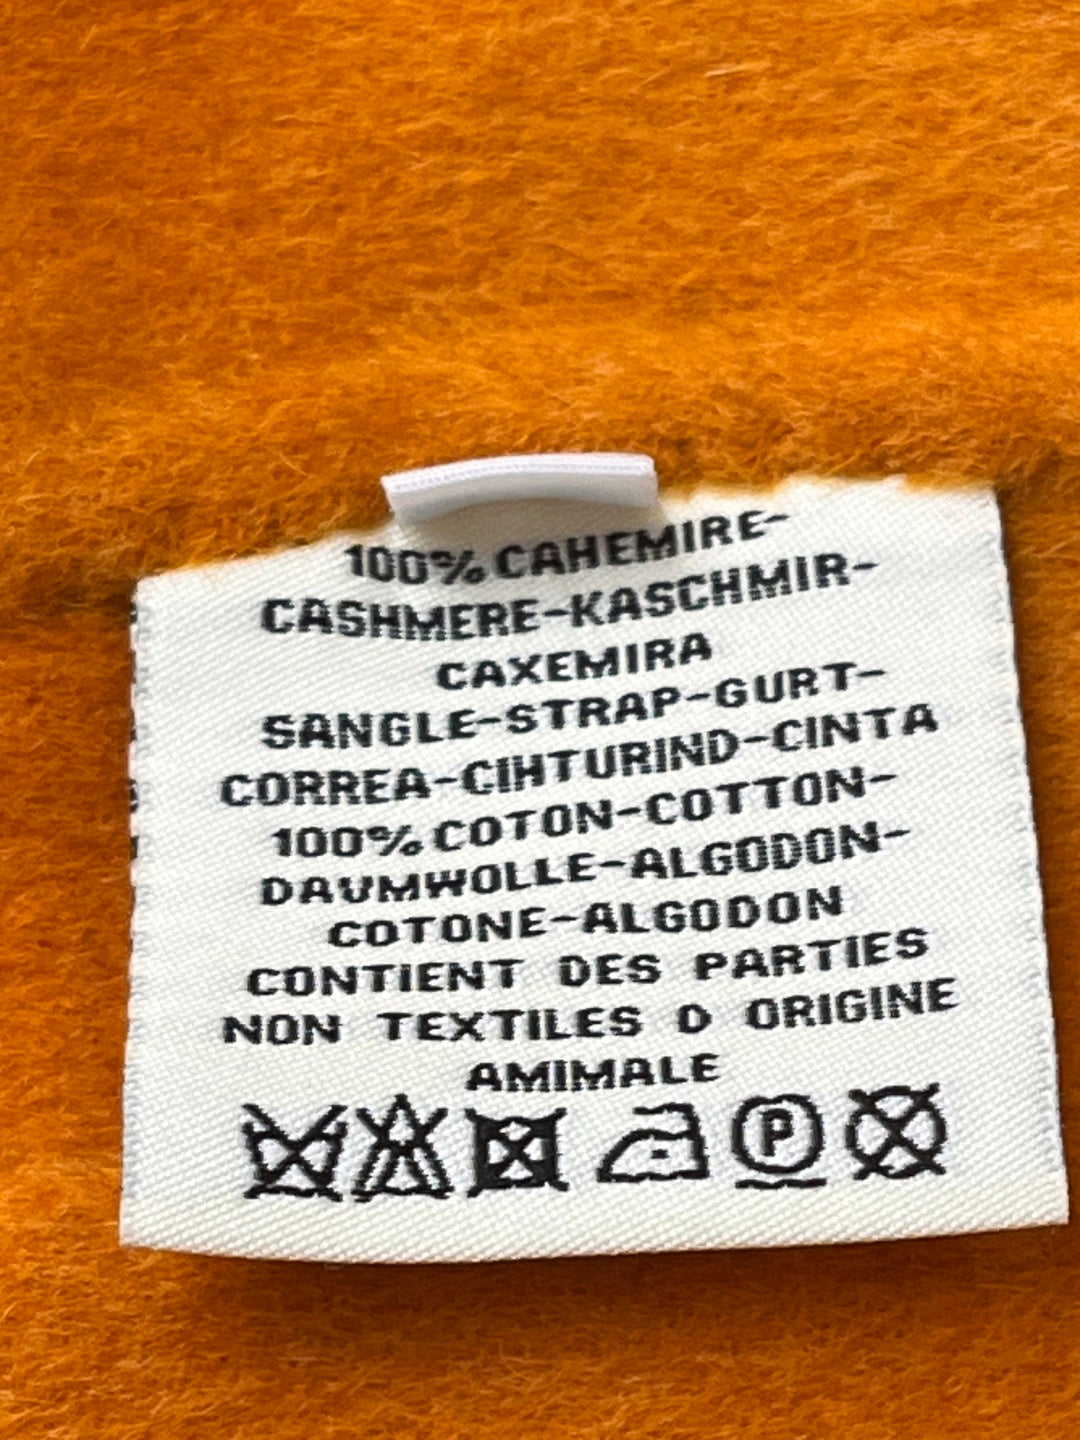 100% CAHEMIRE-
CASHMERE-KASCHMIR-
CAXEMIRA
SANGLE-STRAP-GURT-
CORREA-CIHTURIND-CINTA
100% COTON-COTTON-
DAUMWOLLE-ALGODON-
COTONE-ALGODON
CONTIENT DES PARTIES
NON TEXTILES D ORIGINE
AMIMALE
P